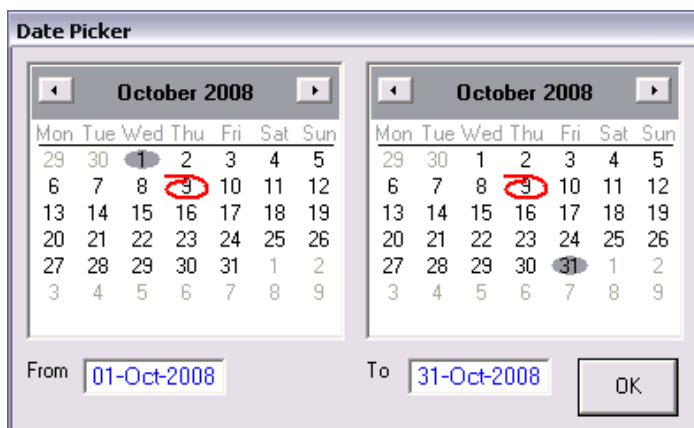 Date Picker
October 2008
Mon Tue Wed Thu Fri Sat Sun
29 30 1 2 3 4 5
6 7 8 9 10 11 12
13 14 15 16 17 18 19
20 21 22 23 24 25 26
27 28 29 30 31 1 2
3 4 5 6 7 8 9
From 01-Oct-2008
October 2008
Mon Tue Wed Thu Fri Sat Sun
29 30 1 2 3 4 5
6 7 8 9 10 11 12
13 14 15 16 17 18 19
20 21 22 23 24 25 26
27 28 29 30 31 1 2
3 4 5 6 7 8 9
To 31-Oct-2008
OK